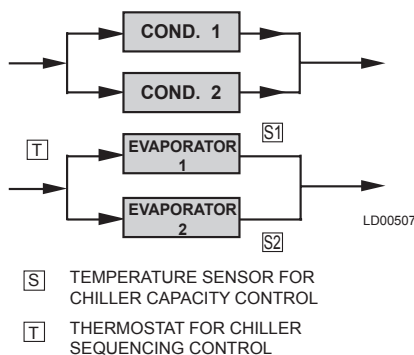 COND. 1
COND. 2
S1
T
EVAPORATOR
1
EVAPORATOR
2
LD00507
S2
S TEMPERATURE SENSOR FOR
CHILLER CAPACITY CONTROL
T THERMOSTAT FOR CHILLER
SEQUENCING CONTROL